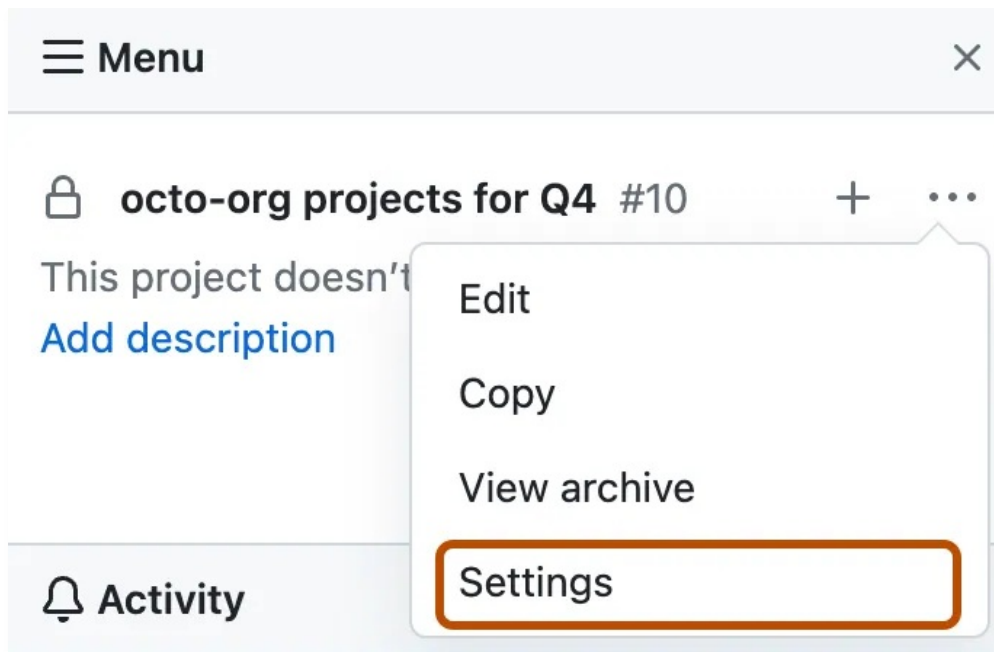 Menu
octo-org projects for Q4 #10
This project doesn’t
Add description
Edit
Copy
View archive
Settings
Activity